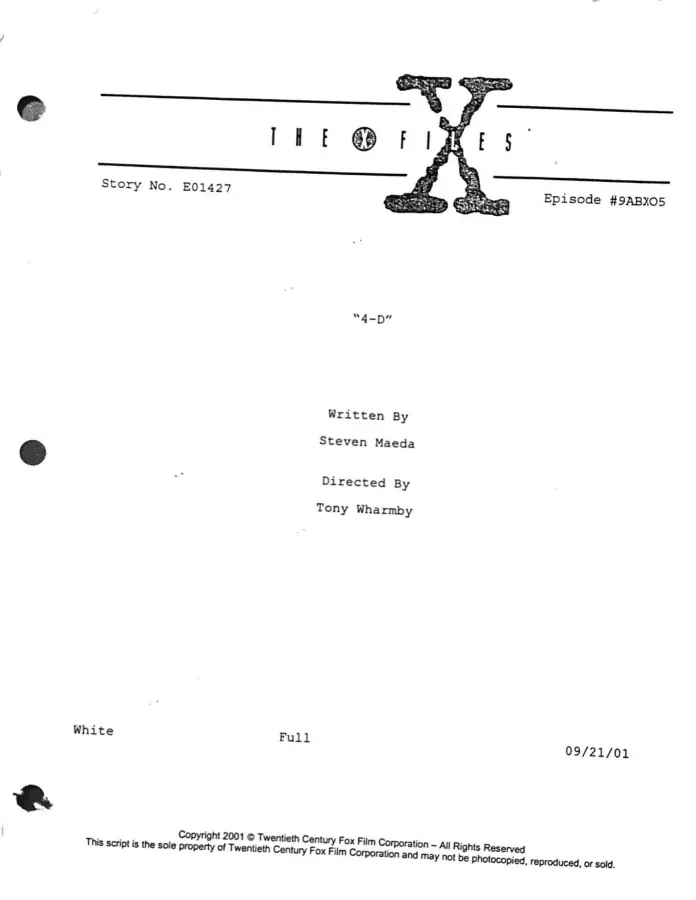 THE X FILES
Story No. E01427
Episode #9ABX05
"4-D"
Written By
Steven Maeda
Directed By
Tony Wharmby
White
Full
09/21/01
Copyright 2001 © Twentieth Century Fox Film Corporation – All Rights Reserved
This script is the sole property of Twentieth Century Fox Film Corporation and may not be photocopied, reproduced, or sold.